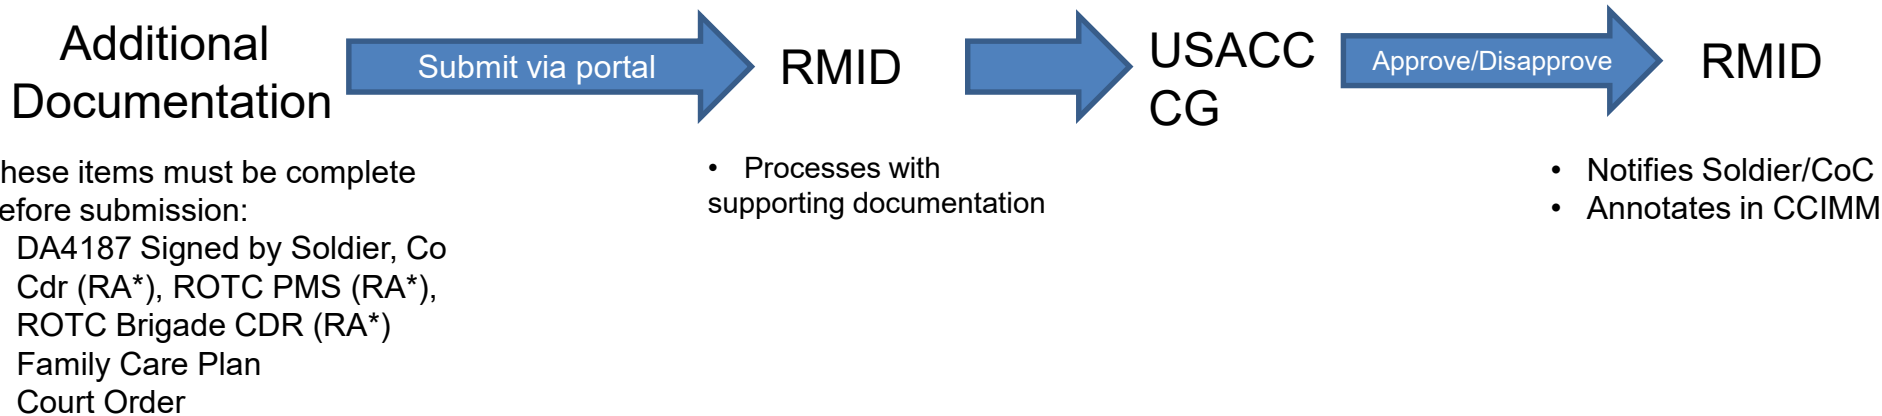 Additional
Documentation
Submit via portal
RMID
USACC
CG
Approve/Disapprove
RMID
hese items must be complete
efore submission:
DA4187 Signed by Soldier, Co
Cdr (RA*), ROTC PMS (RA*),
ROTC Brigade CDR (RA*)
Family Care Plan
Court Order
• Processes with
supporting documentation
• Notifies Soldier/CoC
• Annotates in CCIMM